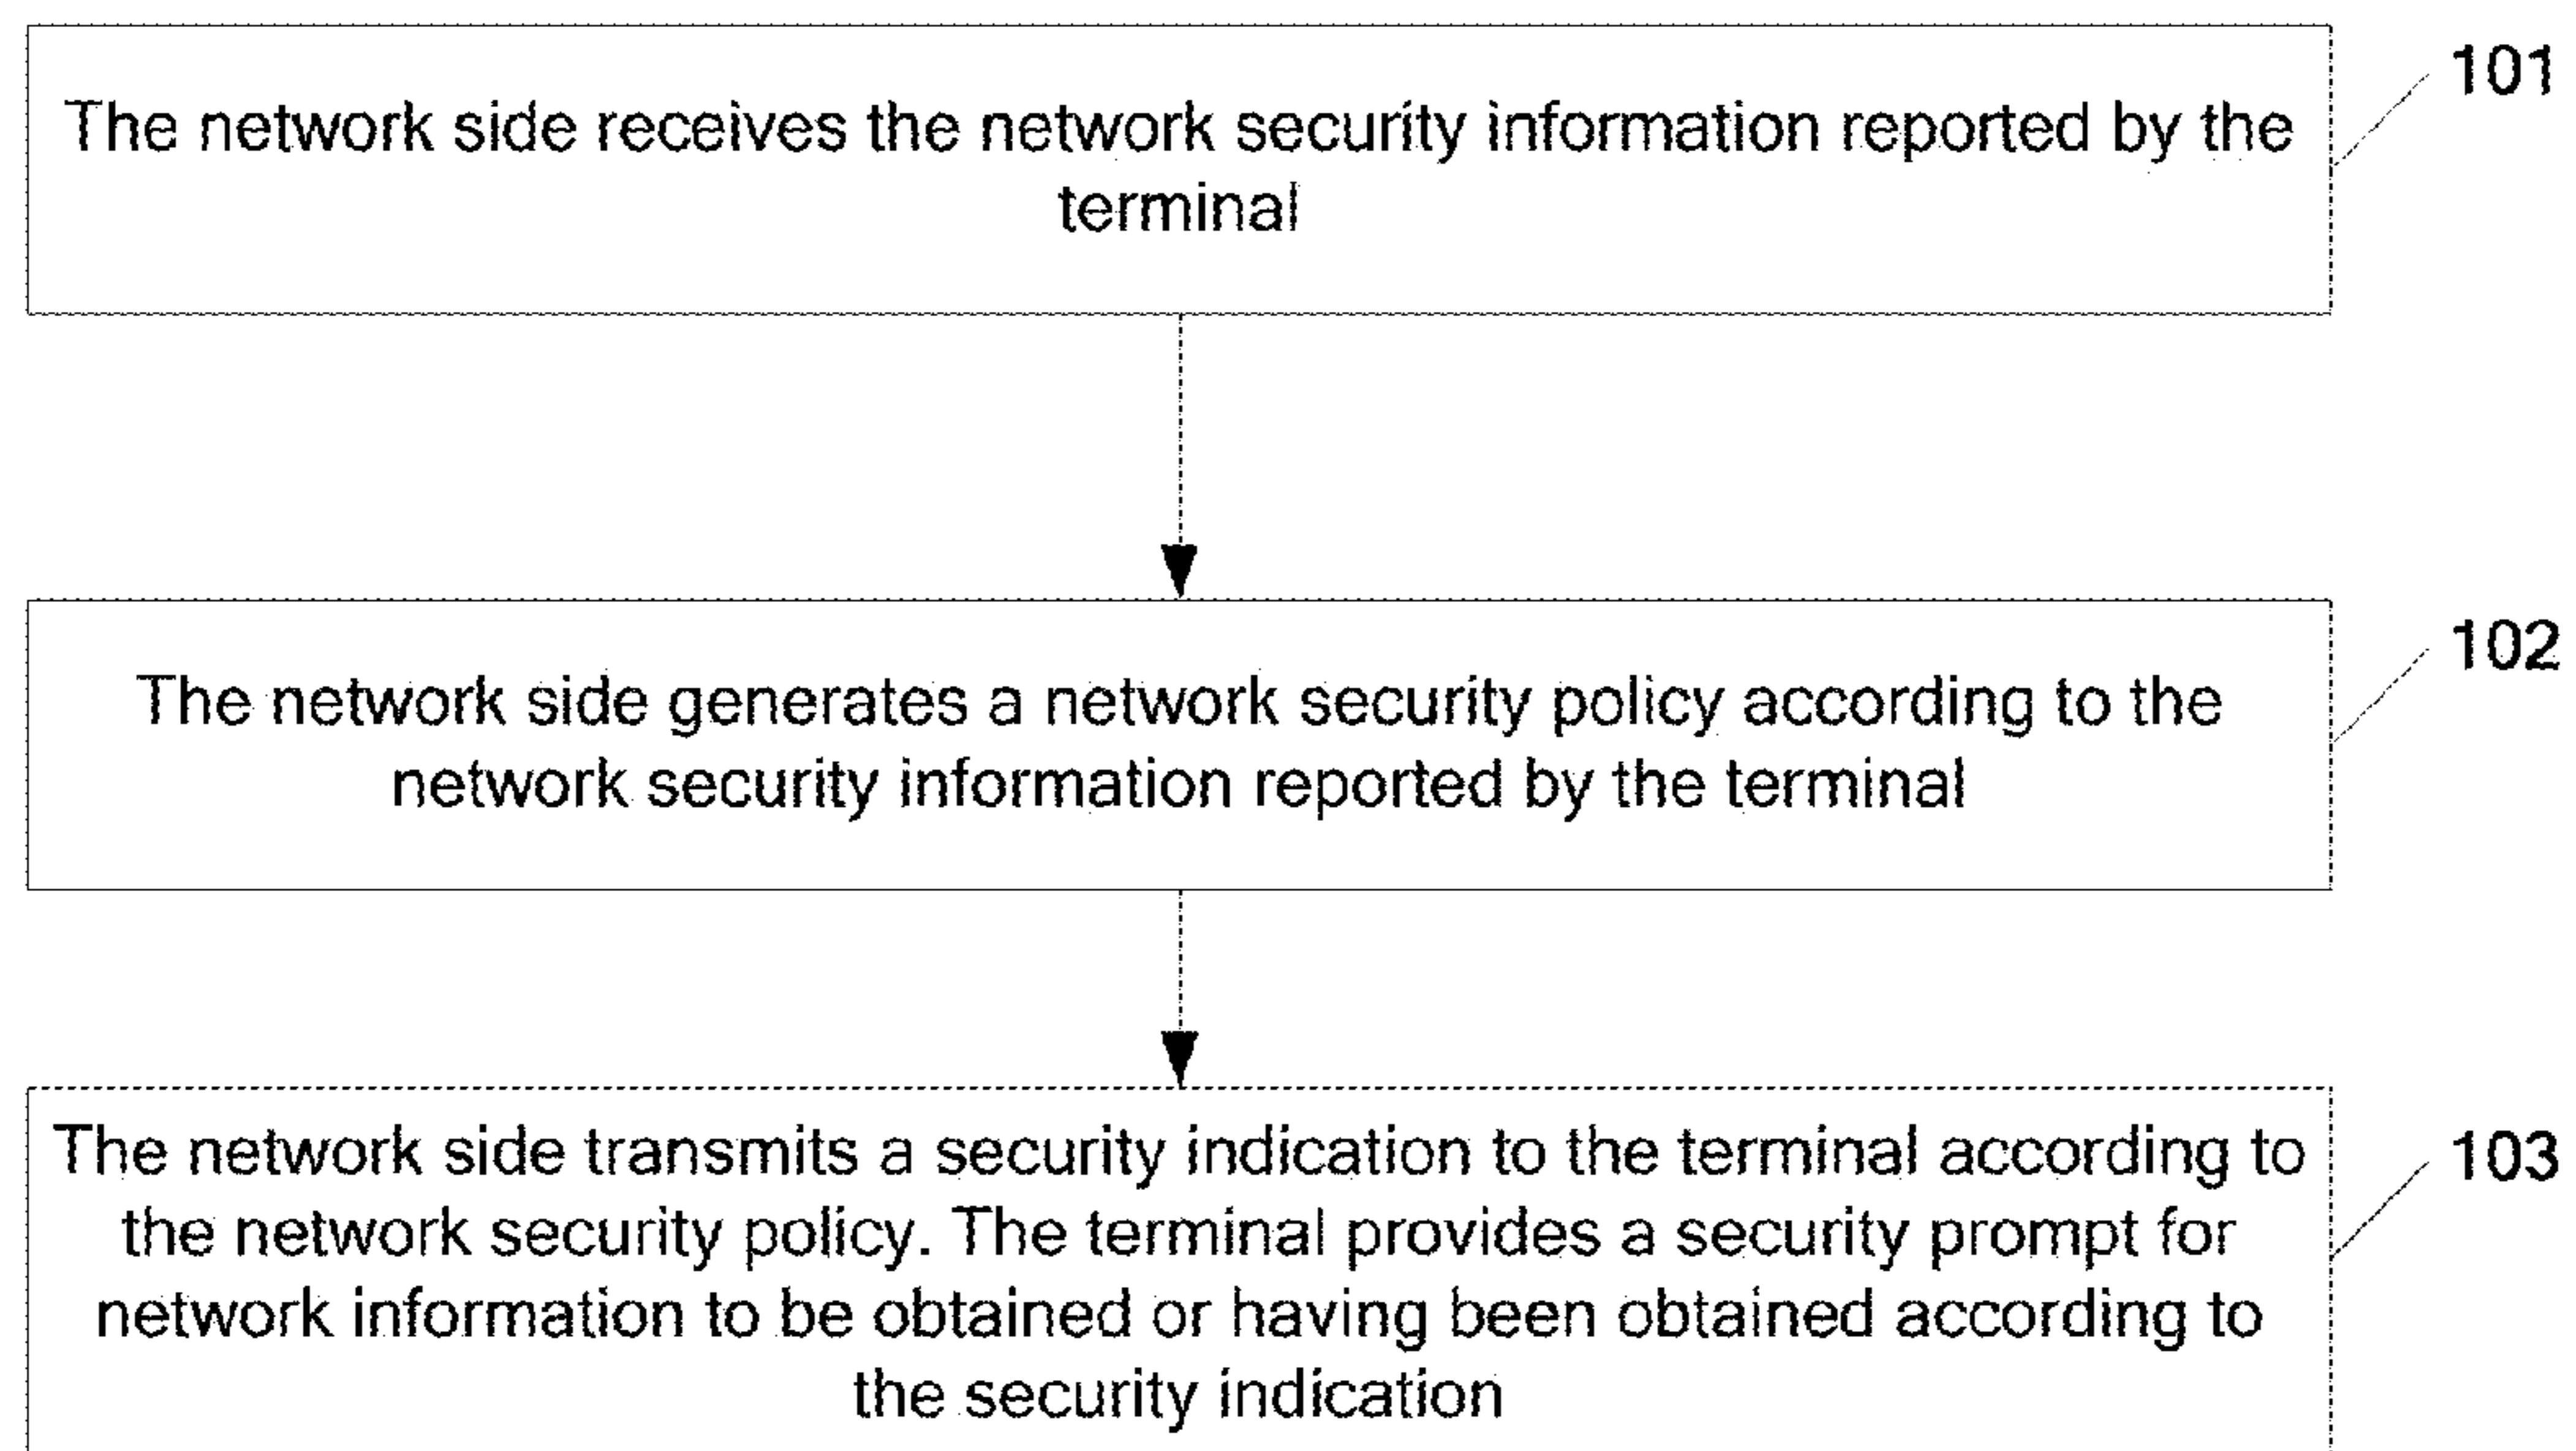 The network side receives the network security information reported by the
terminal
101
The network side generates a network security policy according to the
network security information reported by the terminal
102
The network side transmits a security indication to the terminal according to
the network security policy. The terminal provides a security prompt for
network information to be obtained or having been obtained according to
the security indication
103